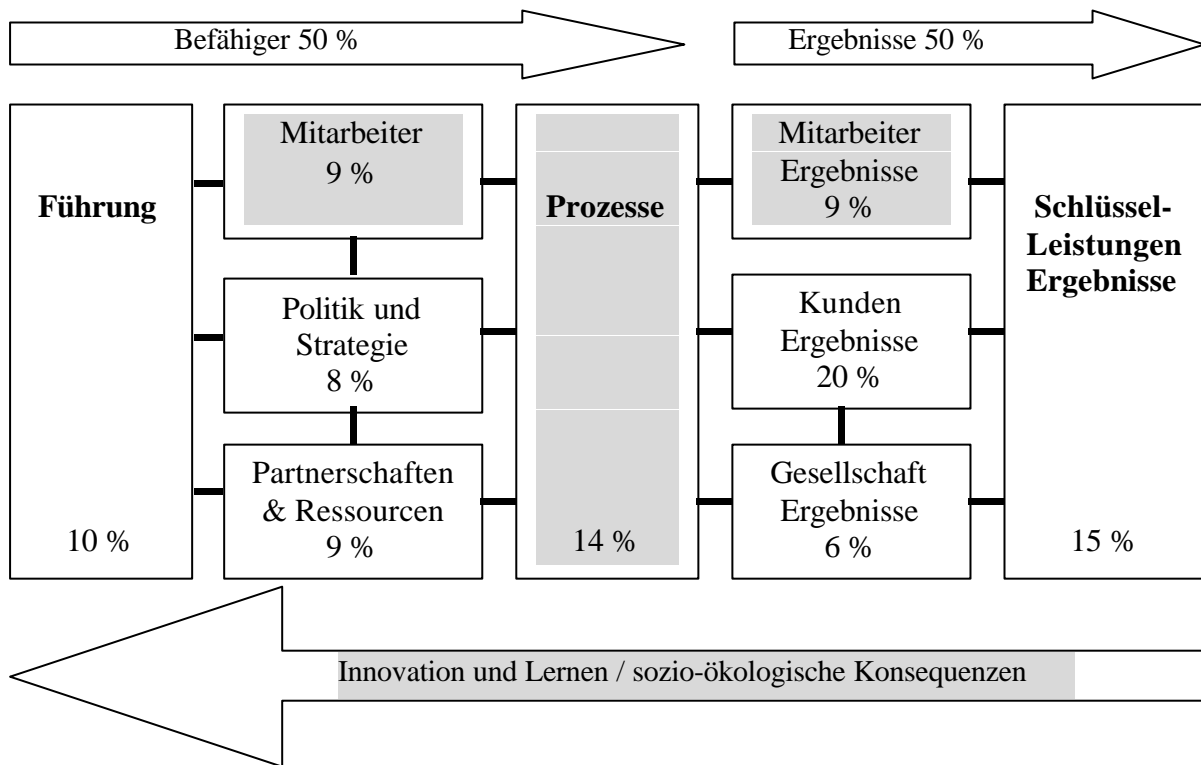 Befähiger 50 %
Ergebnisse 50 %
Führung
10 %
Mitarbeiter
9 %
Politik und
Strategie
8 %
Partnerschaften
& Ressourcen
9 %
Prozesse
14 %
Mitarbeiter
Ergebnisse
9 %
Kunden
Ergebnisse
20 %
Gesellschaft
Ergebnisse
6 %
Schlüssel-
Leistungen
Ergebnisse
15 %
Innovation und Lernen / sozio-ökologische Konsequenzen